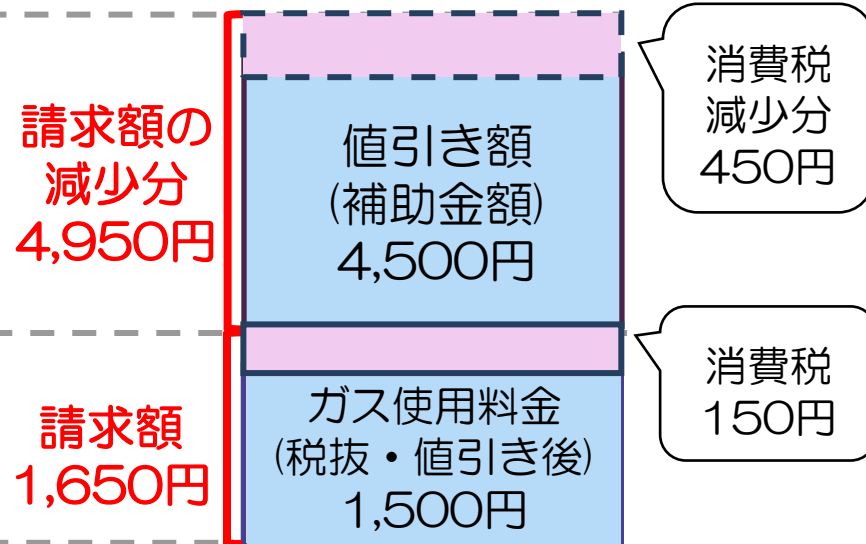 請求額の
減少分
4,950円
値引き額
(補助金額)
4,500円
消費税
減少分
450円
請求額
1,650円
ガス使用料金
(税抜・値引き後)
1,500円
消費税
150円